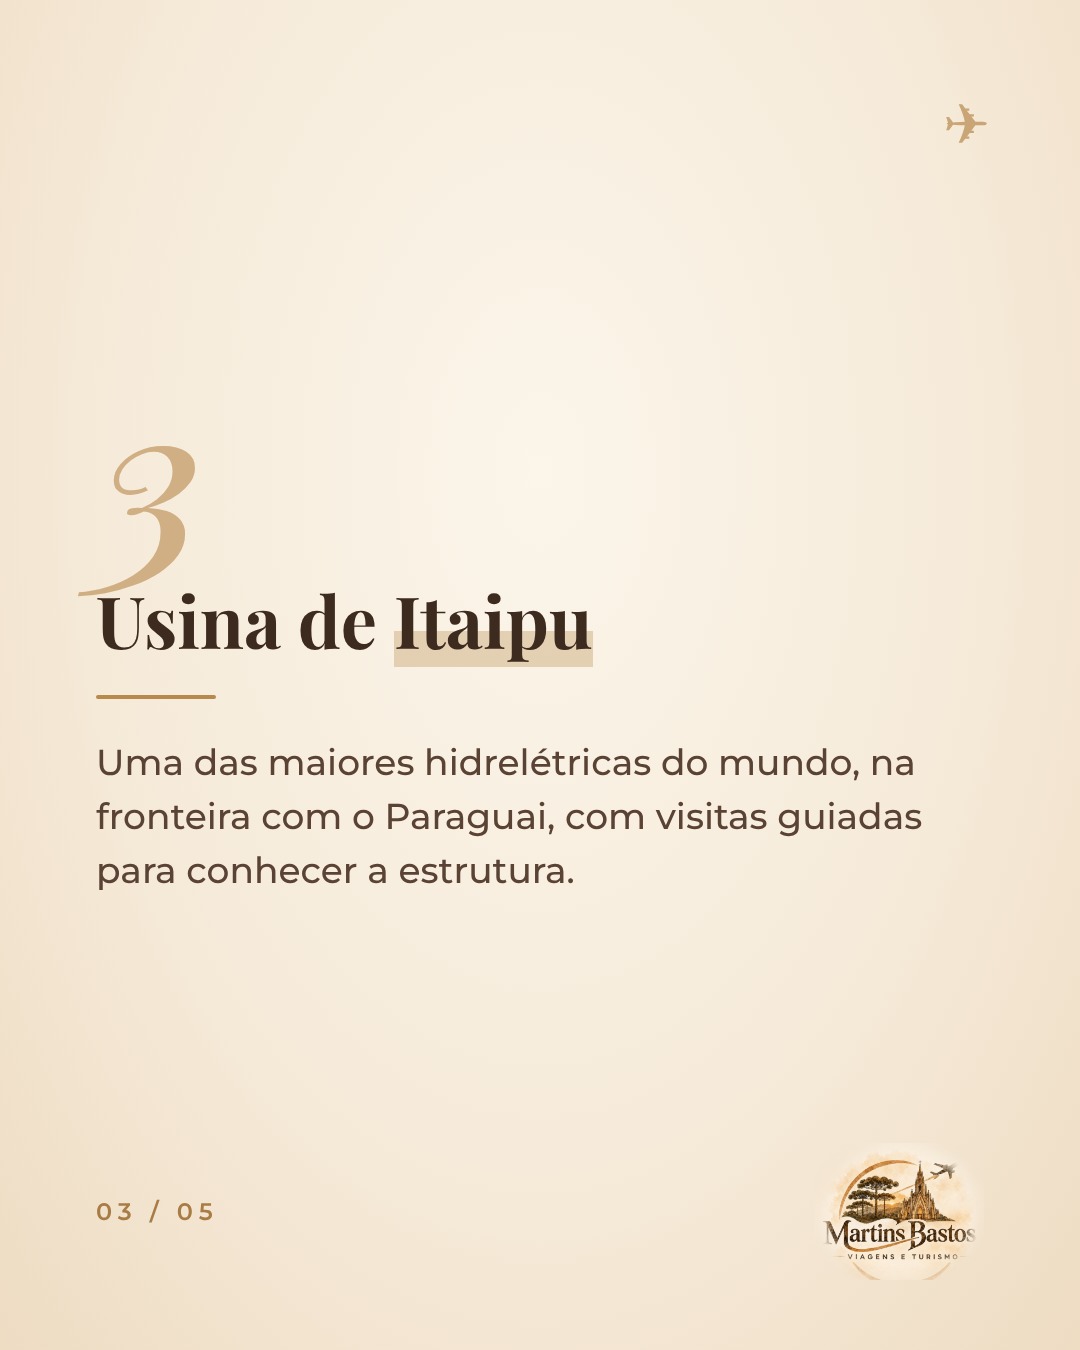 3
Usina de Itaipu
Uma das maiores hidrelétricas do mundo, na
fronteira com o Paraguai, com visitas guiadas
para conhecer a estrutura.
03 / 05
Martins Bastos
VIAGENS E TURISMO